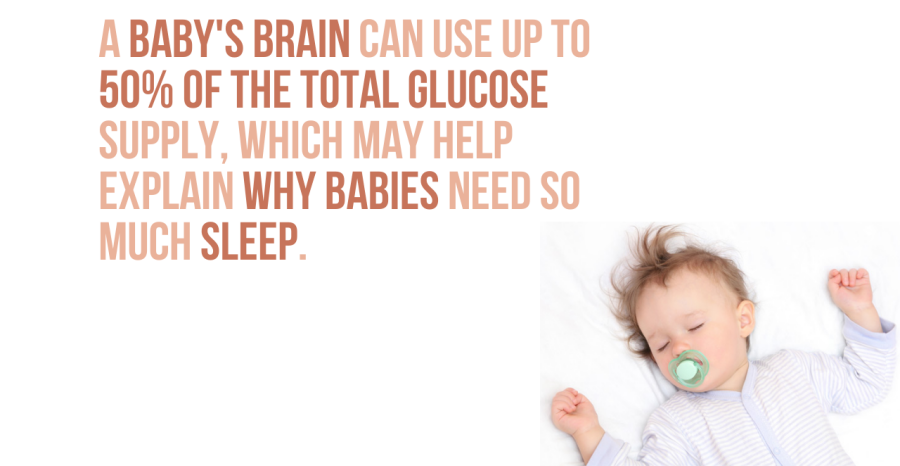 A BABY'S BRAIN CAN USE UP TO
50% OF THE TOTAL GLUCOSE
SUPPLY, WHICH MAY HELP
EXPLAIN WHY BABIES NEED SO
MUCH SLEEP.